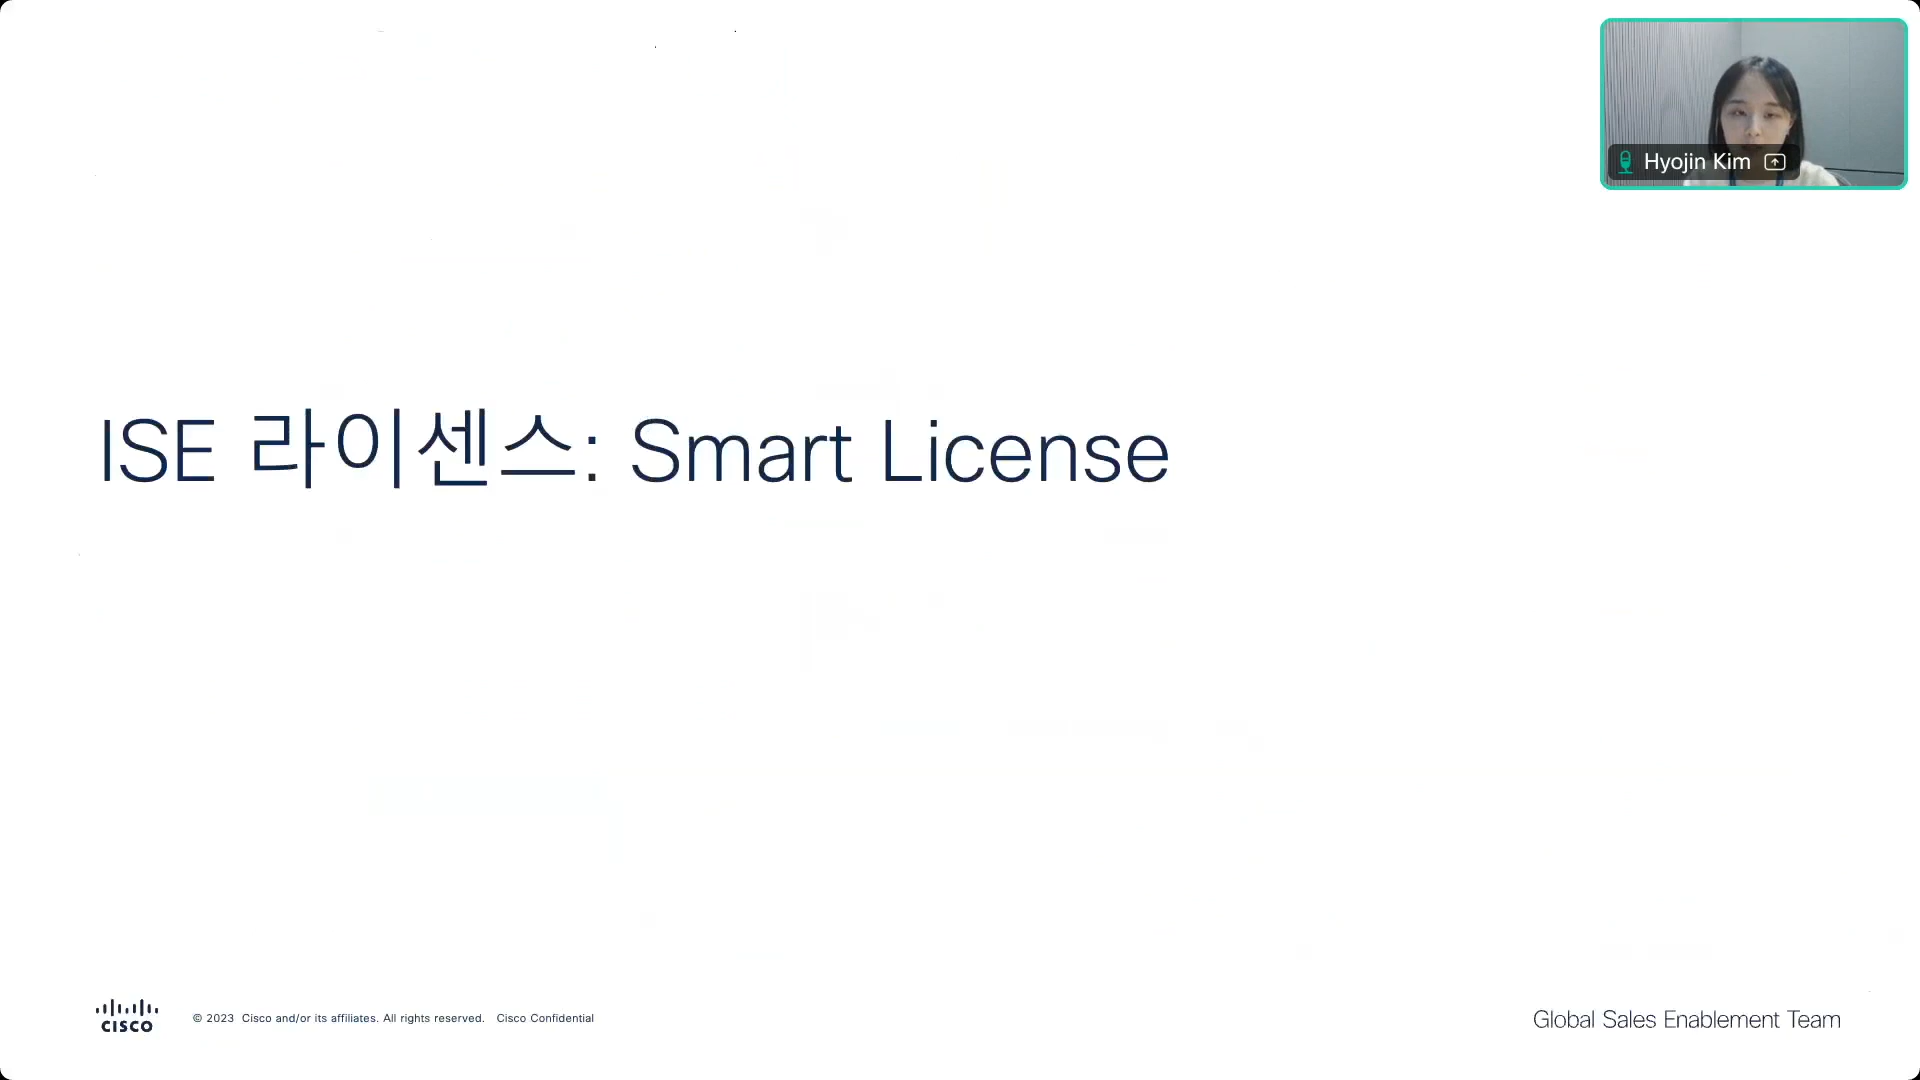 Hyojin Kim
ISE 라이센스: Smart License
CISCO
© 2023 Cisco and/or its affiliates. All rights reserved. Cisco Confidential
Global Sales Enablement Team